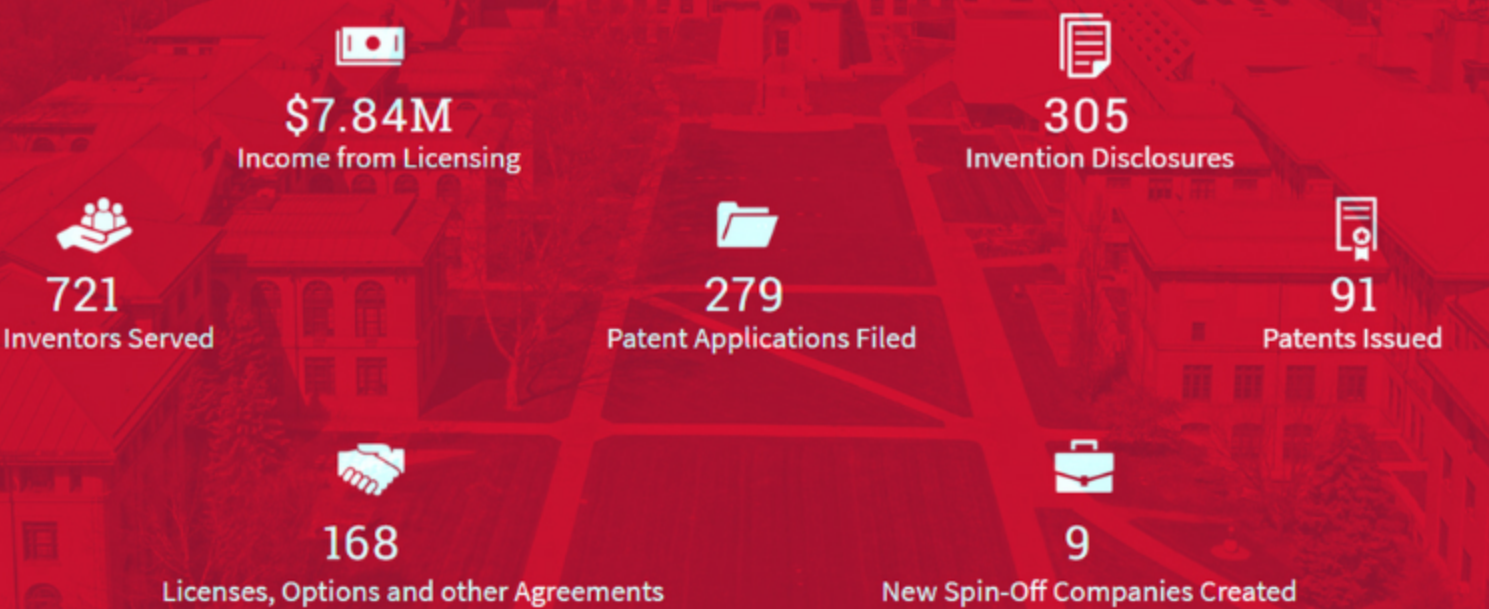 $7.84M
Income from Licensing
305
Invention Disclosures
721
Inventors Served
279
Patent Applications Filed
91
Patents Issued
168
Licenses, Options and other Agreements
9
New Spin-Off Companies Created